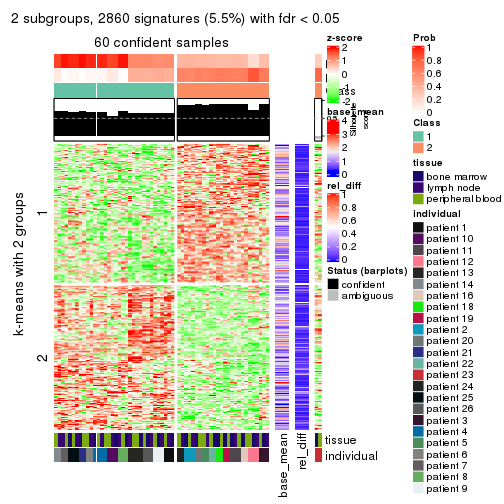 2 subgroups, 2860 signatures (5.5%) with fdr < 0.05
60 confident samples
k-means with 2 groups
1
2
base_mean
rel_diff
tissue
individual
Silhouette
score
z-score
2
1
0
-1
-2
Class
base_mean
4
3
2
1
0
rel_diff
1
0.8
0.6
0.4
0.2
0
Status (barplots)
confident
ambiguous
Prob
1
0.8
0.6
0.4
0.2
0
Class
1
2
tissue
bone marrow
lymph node
peripheral blood
individual
patient 1
patient 10
patient 11
patient 12
patient 13
patient 14
patient 16
patient 18
patient 19
patient 2
patient 20
patient 21
patient 22
patient 23
patient 24
patient 25
patient 26
patient 3
patient 4
patient 5
patient 6
patient 7
patient 8
patient 9